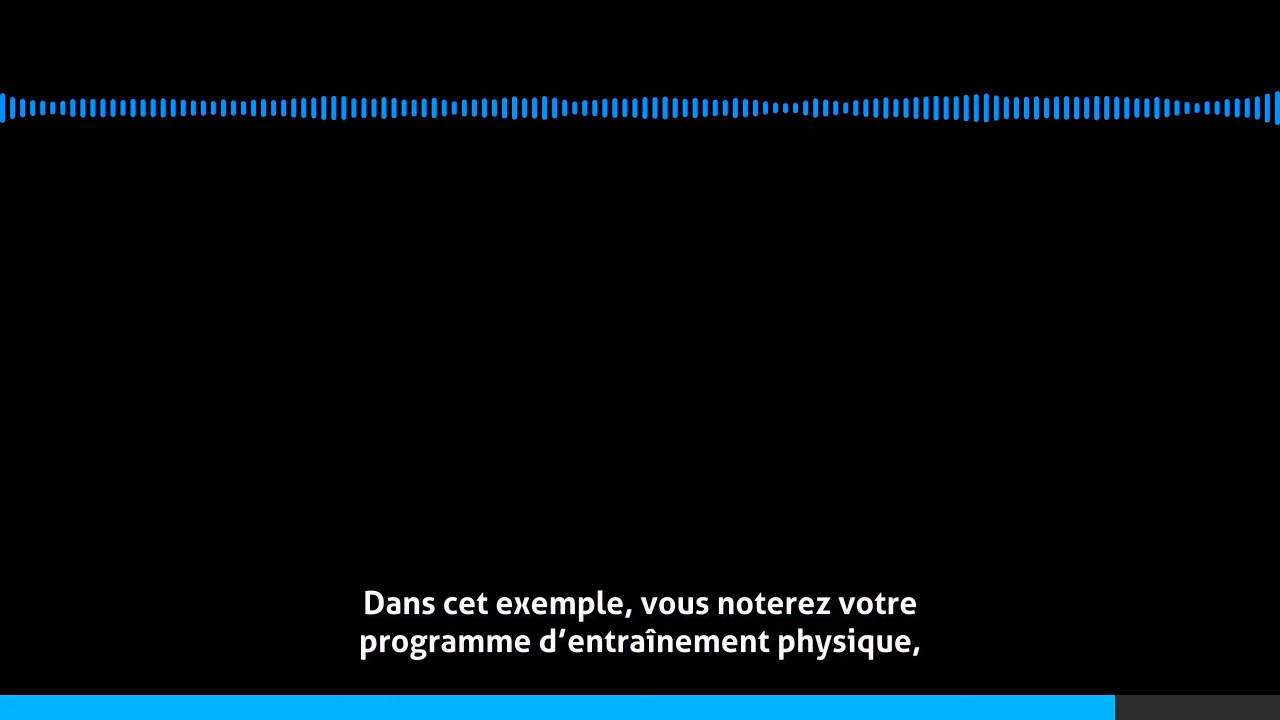 Dans cet exemple, vous noterez votre
programme d’entraînement physique,